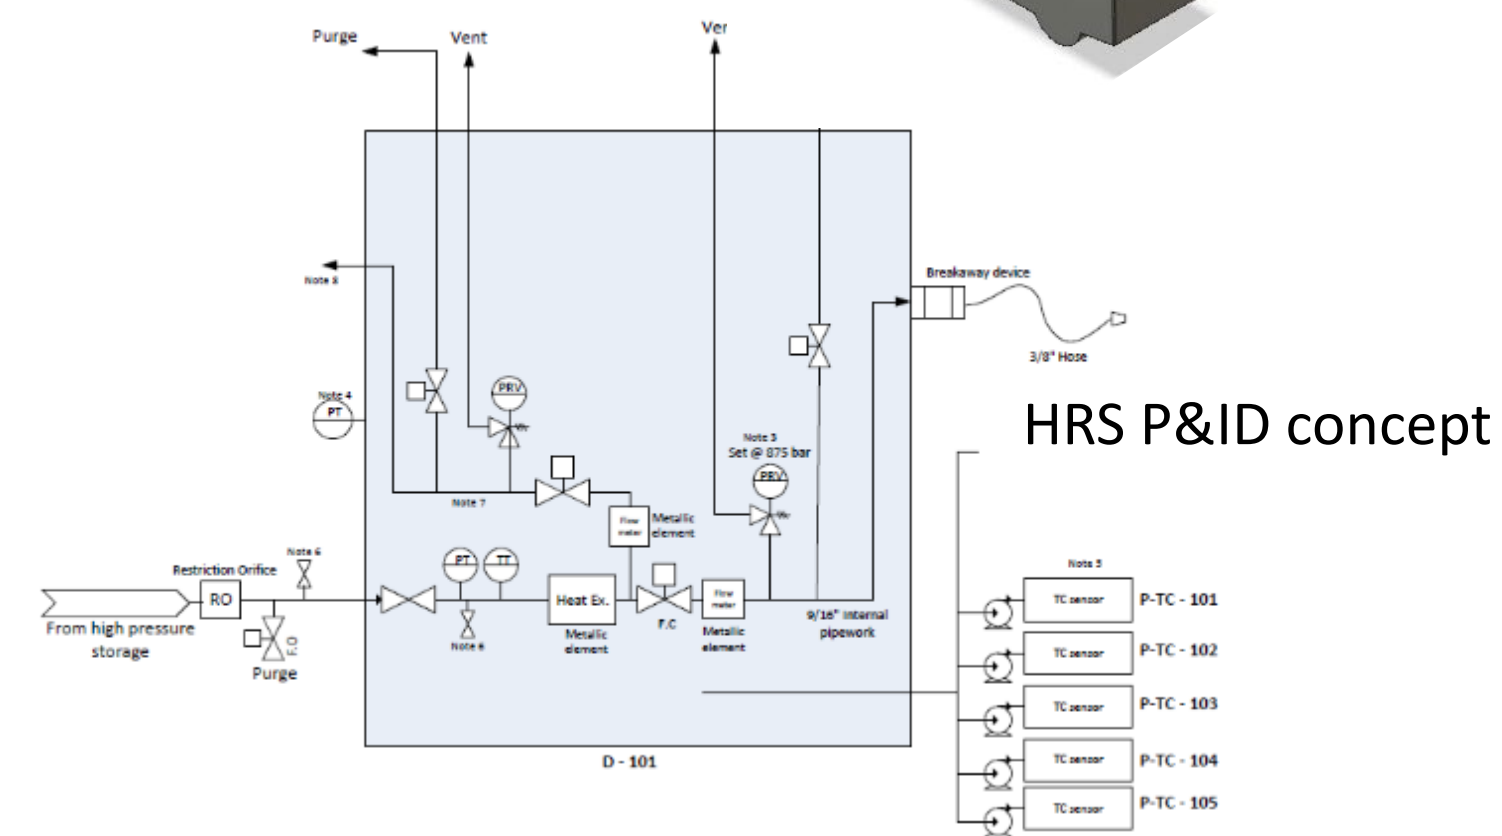 Purge
Vent
Ver
Note 8
Breakaway device
3/8" Hose
HRS P&ID concept
Note 4
PT
PRV
Note 3
Set @ 875 bar
PRV
Note 7
Flow
meter
Metallic
element
Note 6
Restriction Orifice
RO
From high pressure
storage
F.O
Purge
PT
TT
Note 6
Heat Ex.
Metallic
element
F.C
Flow
meter
Metallic
element
9/16" Internal
pipework
D - 101
Note 5
TC sensor
P-TC - 101
TC sensor
P-TC - 102
TC sensor
P-TC - 103
TC sensor
P-TC - 104
TC sensor
P-TC - 105